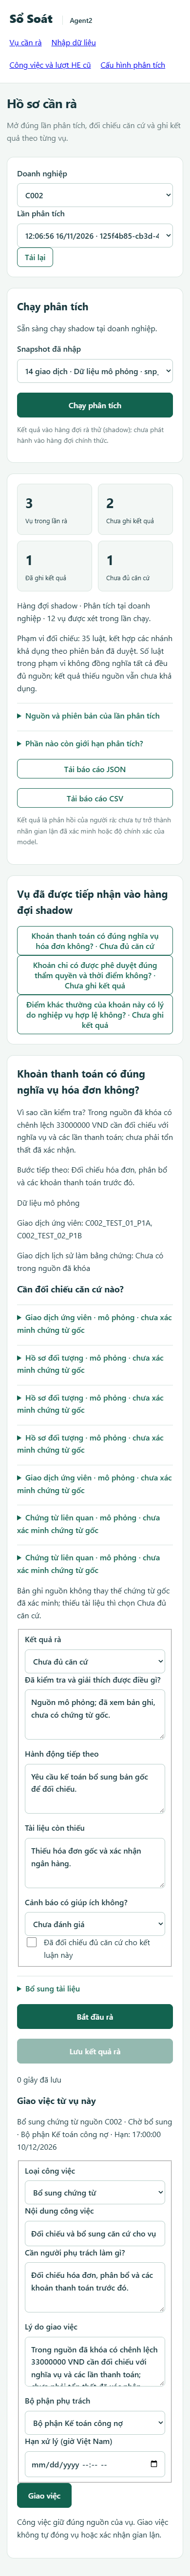 Sổ Soát
Agent2
Vụ cần rà
Nhập dữ liệu
Công việc và lượt HE cũ
Cấu hình phân tích
Hồ sơ cần rà
Mở đúng lần phân tích, đối chiếu căn cứ và ghi kết
quả theo từng vụ.
Doanh nghiệp
C002
Lần phân tích
12:06:56 16/11/2026 · 125f4b85-cb3d-4
Tải lại
Chạy phân tích
Sẵn sàng chạy shadow tại doanh nghiệp.
Snapshot đã nhập
14 giao dịch · Dữ liệu mô phỏng · snp_
Chạy phân tích
Kết quả vào hàng đợi rà thử (shadow); chưa phát
hành vào hàng đợi chính thức.
3
Vụ trong lần rà
2
Chưa ghi kết quả
1
Đã ghi kết quả
1
Chưa đủ căn cứ
Hàng đợi shadow · Phân tích tại doanh
nghiệp · 12 vụ được xét trong lần chạy.
Phạm vi đối chiếu: 35 luật, kết hợp các nhánh
khả dụng theo phiên bản đã duyệt. Số luật
trong phạm vi không đồng nghĩa tất cả đều
đủ nguồn; kết quả thiếu nguồn vẫn chưa khả
dụng.
Nguồn và phiên bản của lần phân tích
Phần nào còn giới hạn phân tích?
Tải báo cáo JSON
Tải báo cáo CSV
Kết quả là phản hồi của người rà; chưa tự trở thành
nhãn gian lận đã xác minh hoặc độ chính xác của
model.
Vụ đã được tiếp nhận vào hàng
đợi shadow
Khoản thanh toán có đúng nghĩa vụ
hóa đơn không? · Chưa đủ căn cứ
Khoản chi có được phê duyệt đúng
thẩm quyền và thời điểm không? ·
Chưa ghi kết quả
Điểm khác thường của khoản này có lý
do nghiệp vụ hợp lệ không? · Chưa ghi
kết quả
Khoản thanh toán có đúng
nghĩa vụ hóa đơn không?
Vì sao cần kiểm tra? Trong nguồn đã khóa có
chênh lệch 33000000 VND cần đối chiếu với
nghĩa vụ và các lần thanh toán; chưa phải tổn
thất đã xác nhận.
Bước tiếp theo: Đối chiếu hóa đơn, phân bổ
và các khoản thanh toán trước đó.
Dữ liệu mô phỏng
Giao dịch ứng viên: C002_TEST_01_P1A,
C002_TEST_02_P1B
Giao dịch lịch sử làm bằng chứng: Chưa có
trong nguồn đã khóa
Cần đối chiếu căn cứ nào?
Giao dịch ứng viên · mô phỏng · chưa xác
minh chứng từ gốc
Hồ sơ đối tượng · mô phỏng · chưa xác
minh chứng từ gốc
Hồ sơ đối tượng · mô phỏng · chưa xác
minh chứng từ gốc
Hồ sơ đối tượng · mô phỏng · chưa xác
minh chứng từ gốc
Giao dịch ứng viên · mô phỏng · chưa xác
minh chứng từ gốc
Chứng từ liên quan · mô phỏng · chưa
xác minh chứng từ gốc
Chứng từ liên quan · mô phỏng · chưa
xác minh chứng từ gốc
Bản ghi nguồn không thay thế chứng từ gốc
đã xác minh; thiếu tài liệu thì chọn Chưa đủ
căn cứ.
Kết quả rà
Chưa đủ căn cứ
Đã kiểm tra và giải thích được điều gì?
Nguồn mô phỏng; đã xem bản ghi,
chưa có chứng từ gốc.
Hành động tiếp theo
Yêu cầu kế toán bổ sung bản gốc
để đối chiếu.
Tài liệu còn thiếu
Thiếu hóa đơn gốc và xác nhận
ngân hàng.
Cảnh báo có giúp ích không?
Chưa đánh giá
Đã đối chiếu đủ căn cứ cho kết
luận này
Bổ sung tài liệu
Bắt đầu rà
Lưu kết quả rà
0 giây đã lưu
Giao việc từ vụ này
Bổ sung chứng từ nguồn C002 · Chờ bổ sung
· Bộ phận Kế toán công nợ · Hạn: 17:00:00
10/12/2026
Loại công việc
Bổ sung chứng từ
Nội dung công việc
Đối chiếu và bổ sung căn cứ cho vụ
Cần người phụ trách làm gì?
Đối chiếu hóa đơn, phân bổ và các
khoản thanh toán trước đó.
Lý do giao việc
Trong nguồn đã khóa có chênh lệch
33000000 VND cần đối chiếu với
nghĩa vụ và các lần thanh toán;
Bộ phận phụ trách
Bộ phận Kế toán công nợ
Hạn xử lý (giờ Việt Nam)
mm/dd/yyyy --:-- --
Giao việc
Công việc giữ đúng nguồn của vụ. Giao việc
không tự đóng vụ hoặc xác nhận gian lận.